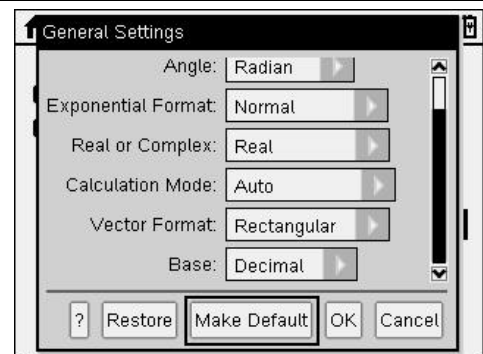 General Settings
Angle: Radian
Exponential Format: Normal
Real or Complex: Real
Calculation Mode: Auto
Vector Format: Rectangular
Base: Decimal
? Restore Make Default OK Cancel